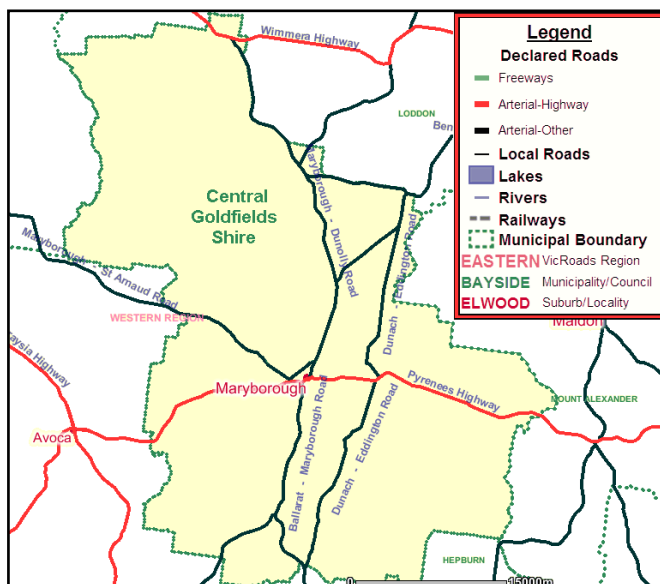 Wimmera Highway
Legend
Declared Roads
Freeways
Arterial-Highway
Arterial-Other
Local Roads
Lakes
Rivers
Railways
Municipal Boundary
EASTERN VicRoads Region
BAYSIDE Municipality/Council
ELWOOD Suburb/Locality
LODDON
Ben
Maryborough - Dunolly Road
Central
Goldfields
Shire
Dunach - Eddington Road
Maryborough - St Arnaud Road
WESTERN REGION
Maldon
raysia Highway
Maryborough
Pyrenees Highway
MOUNT ALEXANDER
Avoca
Ballarat - Maryborough Road
Dunach - Eddington Road
HEPBURN
0 15000m